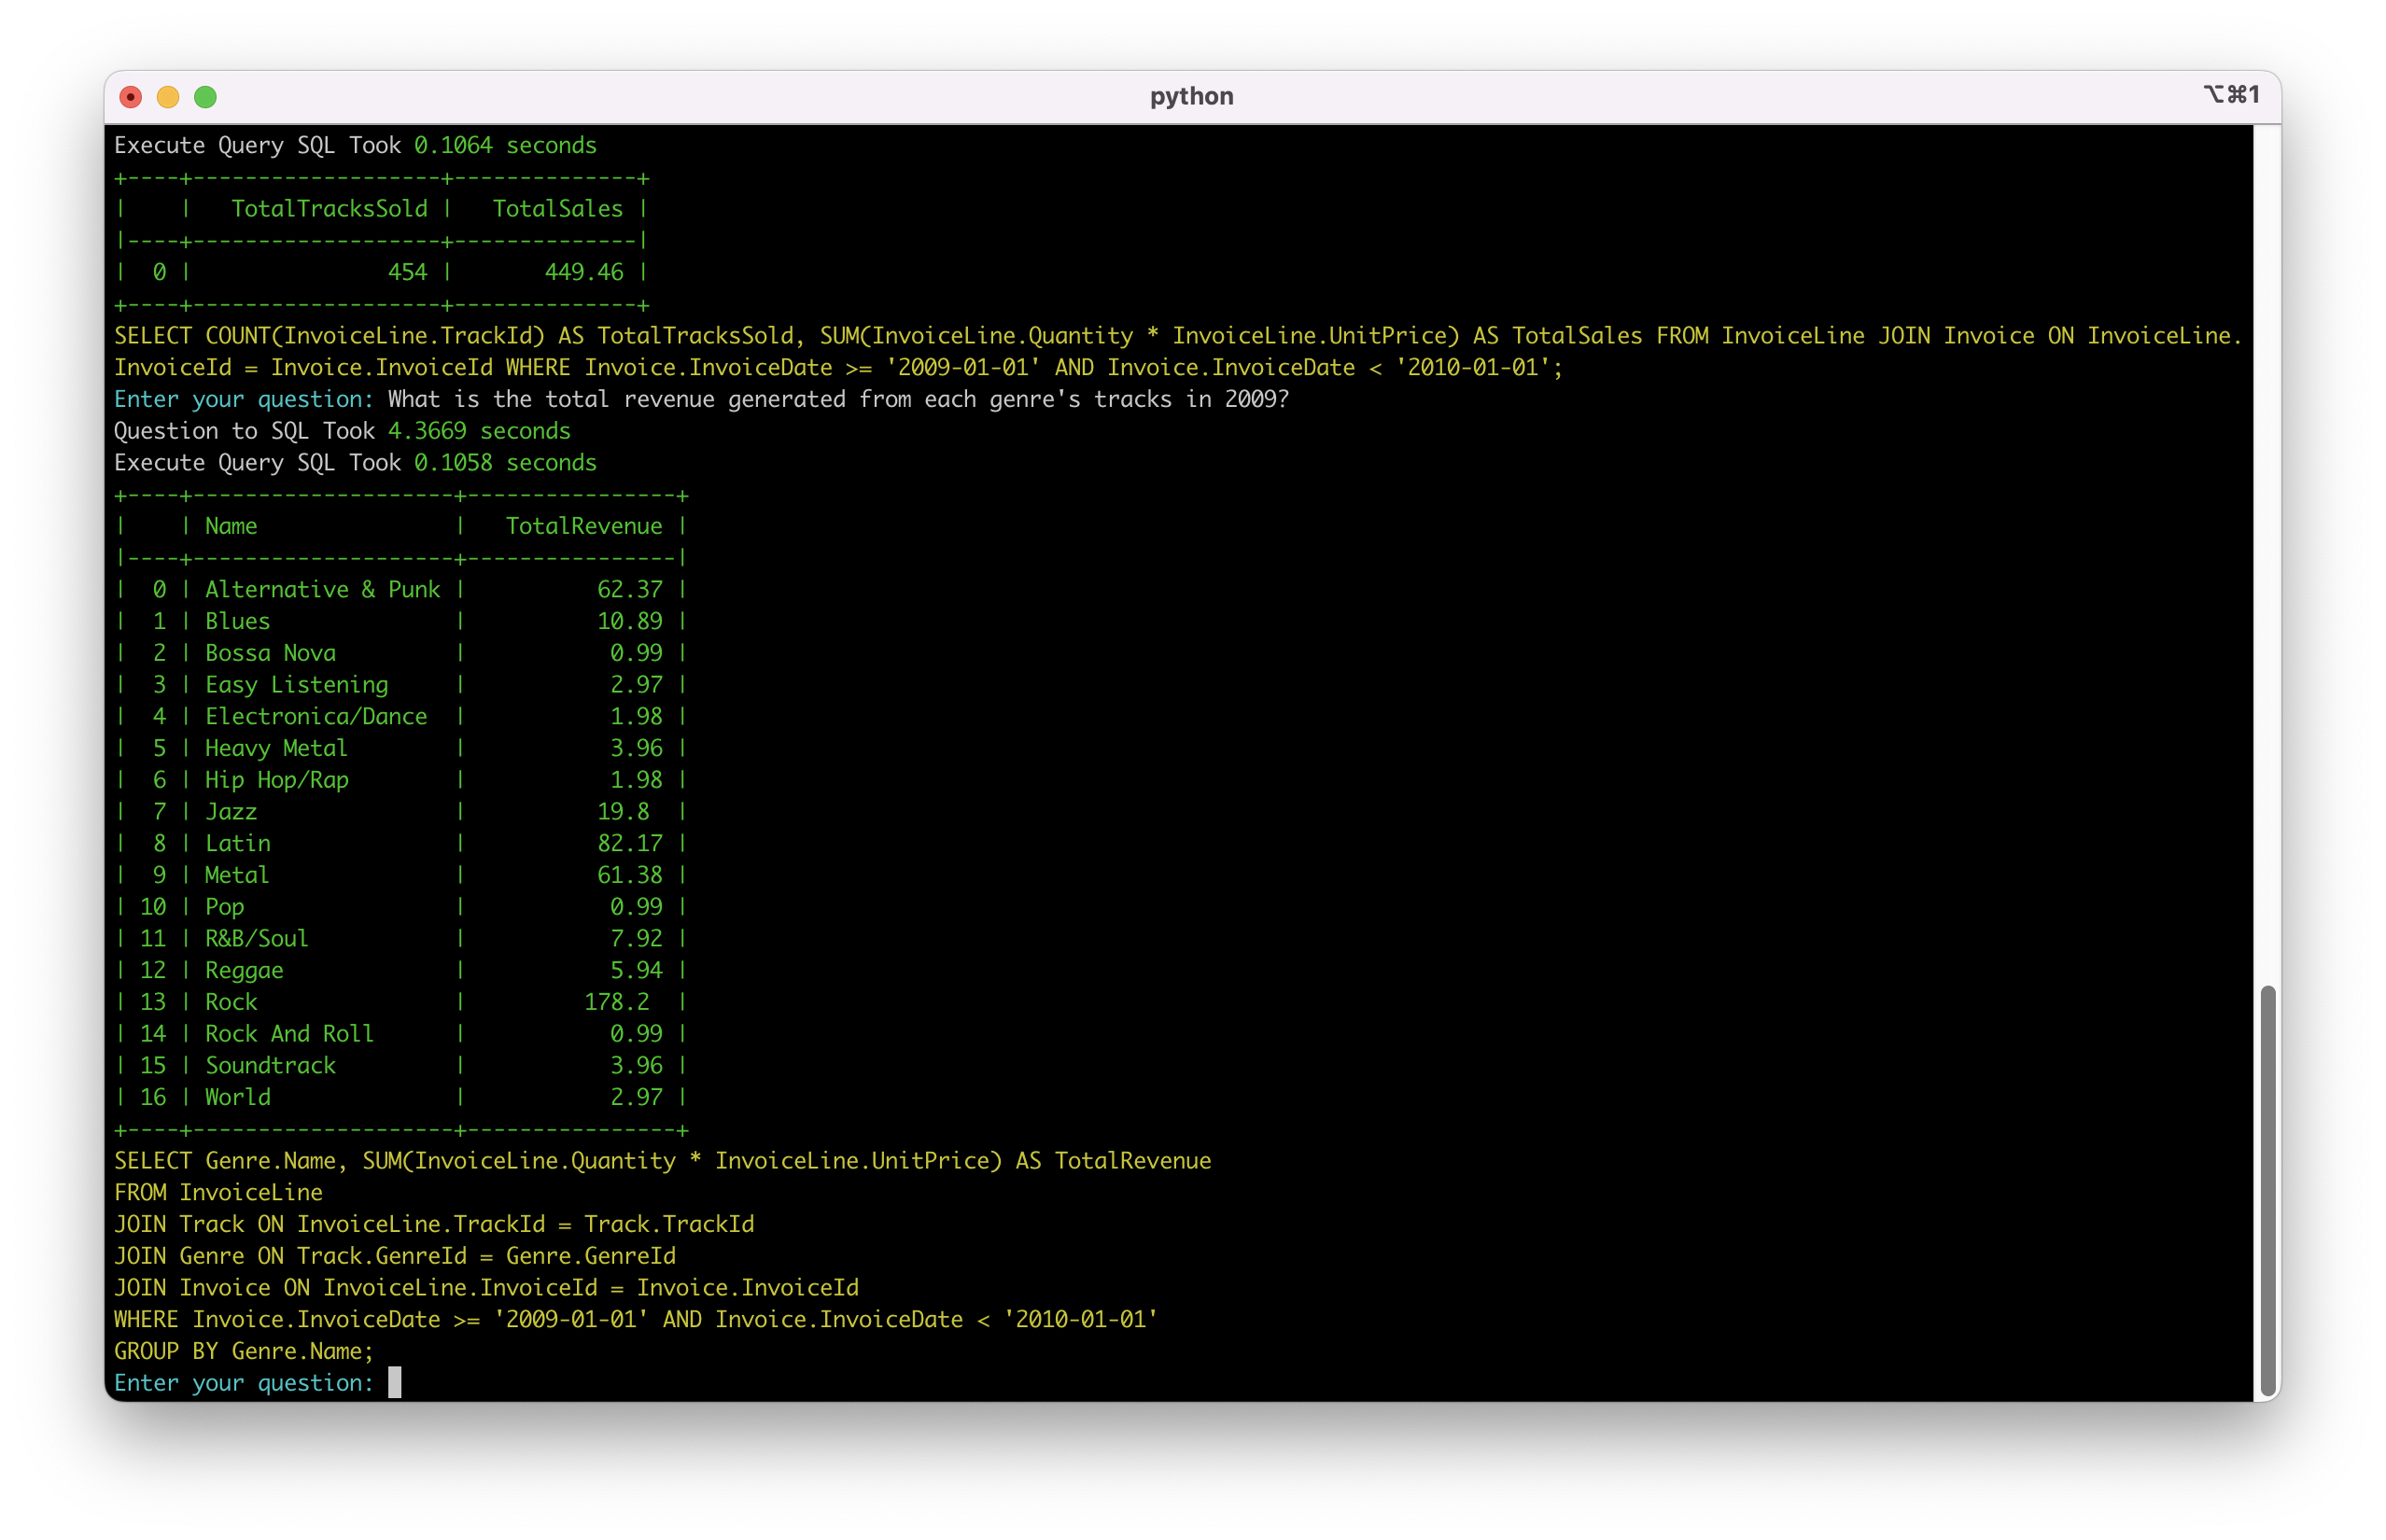 python
⌥⌘1
Execute Query SQL Took 0.1064 seconds
+----+-------------------+--------------+
|    |   TotalTracksSold |   TotalSales |
|----+-------------------+--------------|
|  0 |               454 |       449.46 |
+----+-------------------+--------------+
SELECT COUNT(InvoiceLine.TrackId) AS TotalTracksSold, SUM(InvoiceLine.Quantity * InvoiceLine.UnitPrice) AS TotalSales FROM InvoiceLine JOIN Invoice ON InvoiceLine.
InvoiceId = Invoice.InvoiceId WHERE Invoice.InvoiceDate >= '2009-01-01' AND Invoice.InvoiceDate < '2010-01-01';
Enter your question: What is the total revenue generated from each genre's tracks in 2009?
Question to SQL Took 4.3669 seconds
Execute Query SQL Took 0.1058 seconds
+----+--------------------+----------------+
|    | Name               |   TotalRevenue |
|----+--------------------+----------------|
|  0 | Alternative & Punk |          62.37 |
|  1 | Blues              |          10.89 |
|  2 | Bossa Nova         |           0.99 |
|  3 | Easy Listening     |           2.97 |
|  4 | Electronica/Dance  |           1.98 |
|  5 | Heavy Metal        |           3.96 |
|  6 | Hip Hop/Rap        |           1.98 |
|  7 | Jazz               |          19.8  |
|  8 | Latin              |          82.17 |
|  9 | Metal              |          61.38 |
| 10 | Pop                |           0.99 |
| 11 | R&B/Soul           |           7.92 |
| 12 | Reggae             |           5.94 |
| 13 | Rock               |         178.2  |
| 14 | Rock And Roll      |           0.99 |
| 15 | Soundtrack         |           3.96 |
| 16 | World              |           2.97 |
+----+--------------------+----------------+
SELECT Genre.Name, SUM(InvoiceLine.Quantity * InvoiceLine.UnitPrice) AS TotalRevenue
FROM InvoiceLine
JOIN Track ON InvoiceLine.TrackId = Track.TrackId
JOIN Genre ON Track.GenreId = Genre.GenreId
JOIN Invoice ON InvoiceLine.InvoiceId = Invoice.InvoiceId
WHERE Invoice.InvoiceDate >= '2009-01-01' AND Invoice.InvoiceDate < '2010-01-01'
GROUP BY Genre.Name;
Enter your question: